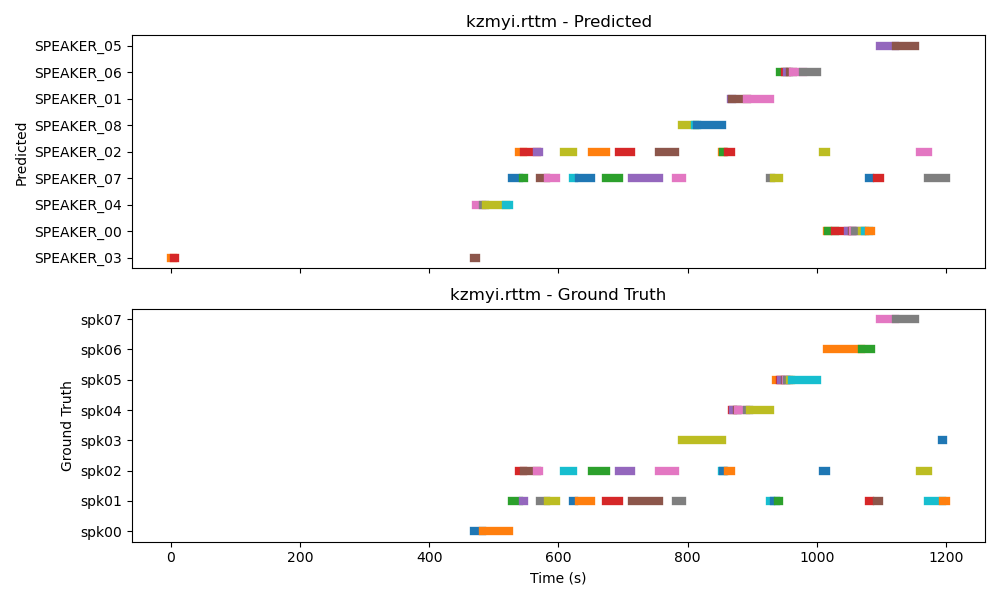 kzmyi.rttm - Predicted
SPEAKER_05
SPEAKER_06
SPEAKER_01
SPEAKER_08
SPEAKER_02
SPEAKER_07
SPEAKER_04
SPEAKER_00
SPEAKER_03
Predicted
kzmyi.rttm - Ground Truth
spk07
spk06
spk05
spk04
spk03
spk02
spk01
spk00
Ground Truth
0 200 400 600 800 1000 1200
Time (s)